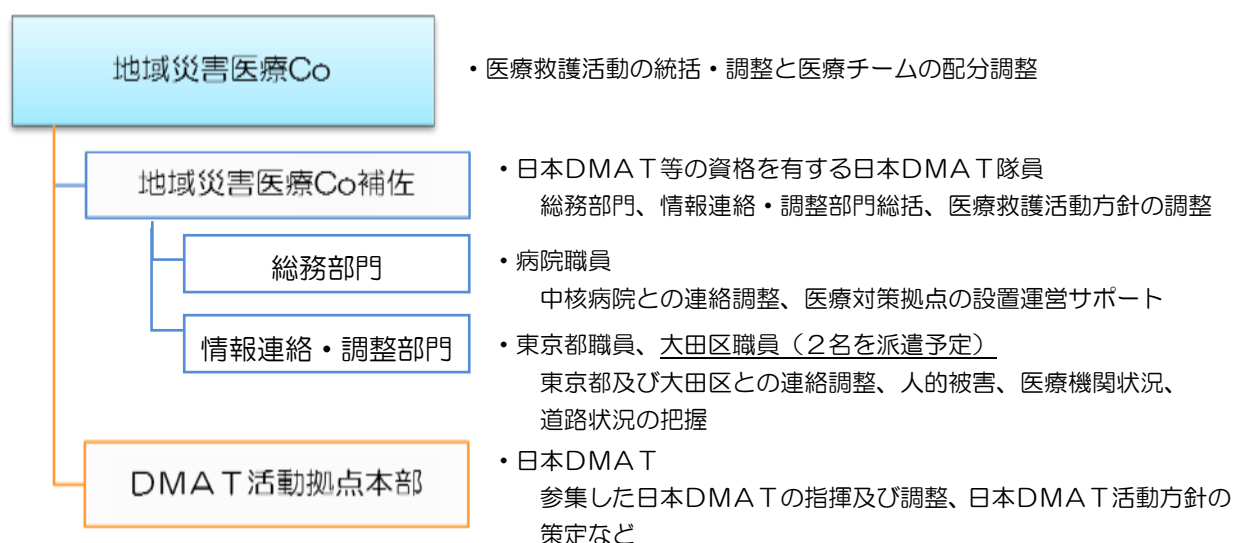 地域災害医療Co
・医療救護活動の統括・調整と医療チームの配分調整
地域災害医療Co補佐
・日本ＤＭＡＴ等の資格を有する日本ＤＭＡＴ隊員
総務部門、情報連絡・調整部門総括、医療救護活動方針の調整
総務部門
・病院職員
中核病院との連絡調整、医療対策拠点の設置運営サポート
情報連絡・調整部門
・東京都職員、大田区職員（２名を派遣予定）
東京都及び大田区との連絡調整、人的被害、医療機関状況、
道路状況の把握
ＤＭＡＴ活動拠点本部
・日本ＤＭＡＴ
参集した日本ＤＭＡＴの指揮及び調整、日本ＤＭＡＴ活動方針の
策定など